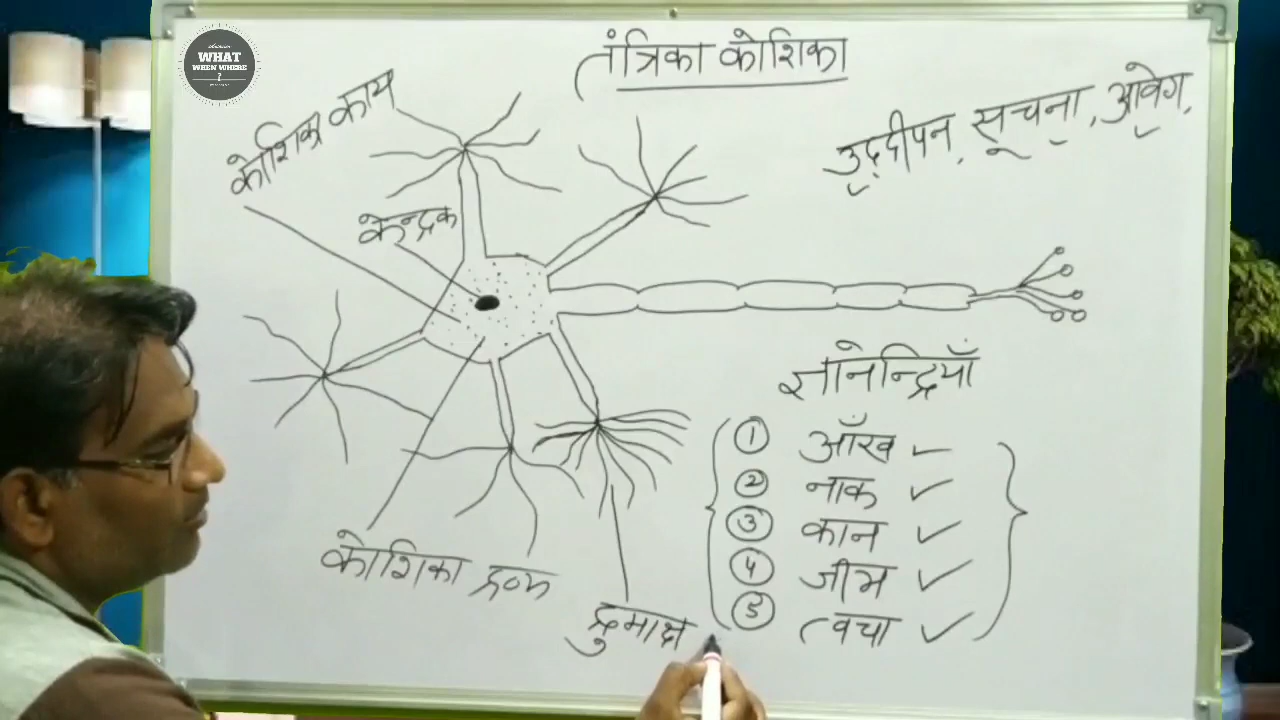 WHAT
WHEN WHERE
?
तंत्रिका कोशिका
उद्दीपन, सूचना, आवेग,
कोशिका काय
केन्द्रक
ज्ञानेन्द्रियाँ
① आँख ✓
② नाक ✓
③ कान ✓
④ जीभ ✓
⑤ त्वचा ✓
कोशिका द्रव्य
द्रुमाक्ष